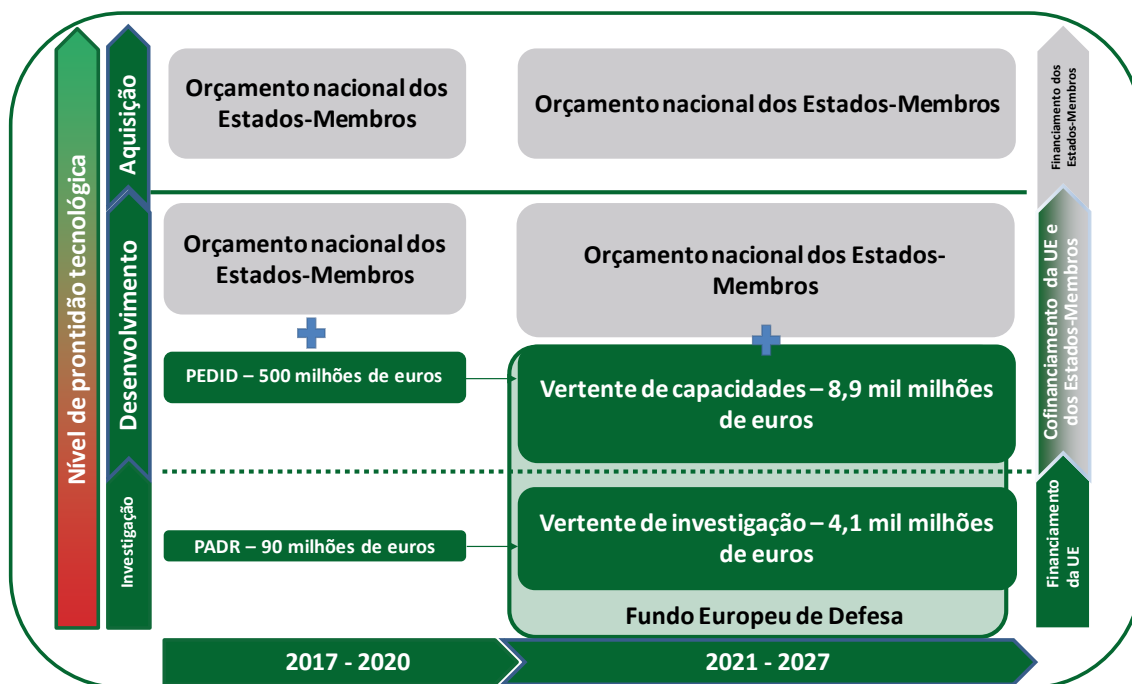 Nível de prontidão tecnológica
Aquisição
Desenvolvimento
Investigação
Orçamento nacional dos
Estados-Membros
Orçamento nacional dos Estados-Membros
Orçamento nacional dos
Estados-Membros
Orçamento nacional dos Estados-
Membros
PEDID – 500 milhões de euros
Vertente de capacidades – 8,9 mil milhões
de euros
PADR – 90 milhões de euros
Vertente de investigação – 4,1 mil milhões
de euros
Fundo Europeu de Defesa
2017 - 2020
2021 - 2027
Financiamento dos
Estados-Membros
Cofinanciamento da UE e
dos Estados-Membros
Financiamento
da UE